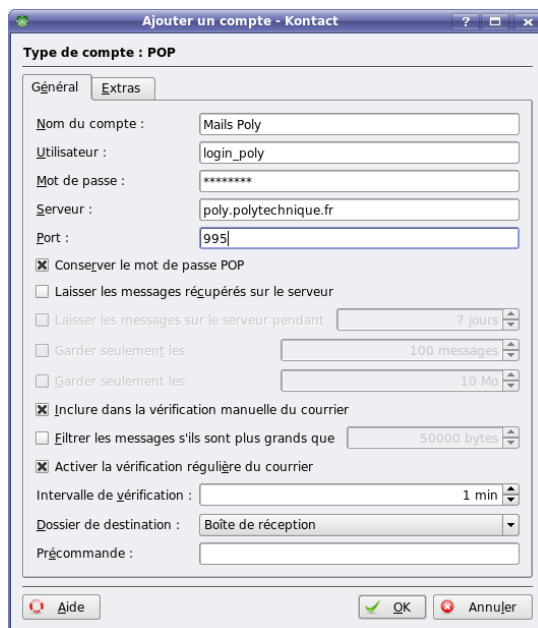 Ajouter un compte - Kontact ?
Type de compte : POP
Général Extras
Nom du compte : Mails Poly
Utilisateur : login_poly
Mot de passe : ********
Serveur : poly.polytechnique.fr
Port : 995
Conserver le mot de passe POP
Laisser les messages récupérés sur le serveur
Laisser les messages sur le serveur pendant 7 jours
Garder seulement les 100 messages
Garder seulement les 10 Mo
Inclure dans la vérification manuelle du courrier
Filtrer les messages s'ils sont plus grands que 50000 bytes
Activer la vérification régulière du courrier
Intervalle de vérification : 1 min
Dossier de destination : Boîte de réception
Précommande :
Aide OK Annuler